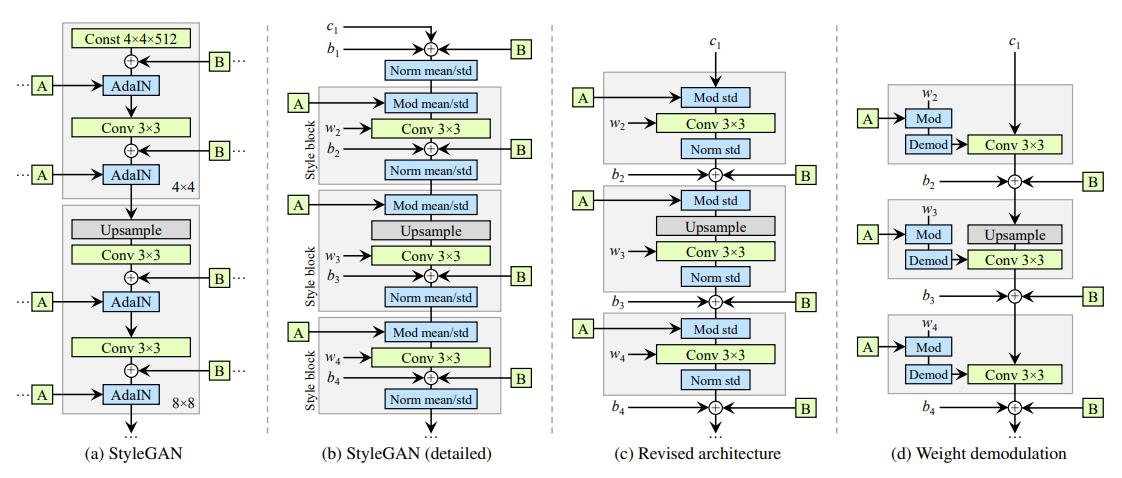 Const 4×4×512
B ...
... A
AdaIN
Conv 3×3
B ...
... A
AdaIN
4×4
Upsample
Conv 3×3
B ...
... A
AdaIN
Conv 3×3
B ...
... A
AdaIN
8×8
...
(a) StyleGAN
c1
b1
B
Norm mean/std
A
Mod mean/std
w2
Conv 3×3
b2
B
Norm mean/std
Style block
A
Mod mean/std
Upsample
w3
Conv 3×3
b3
B
Norm mean/std
Style block
A
Mod mean/std
w4
Conv 3×3
b4
B
Norm mean/std
Style block
...
(b) StyleGAN (detailed)
c1
A
Mod std
w2
Conv 3×3
Norm std
b2
B
A
Mod std
Upsample
w3
Conv 3×3
Norm std
b3
B
A
Mod std
w4
Conv 3×3
Norm std
b4
B
...
(c) Revised architecture
c1
w2
A
Mod
Demod
Conv 3×3
b2
B
w3
A
Mod
Upsample
Demod
Conv 3×3
b3
B
w4
A
Mod
Demod
Conv 3×3
b4
B
...
(d) Weight demodulation